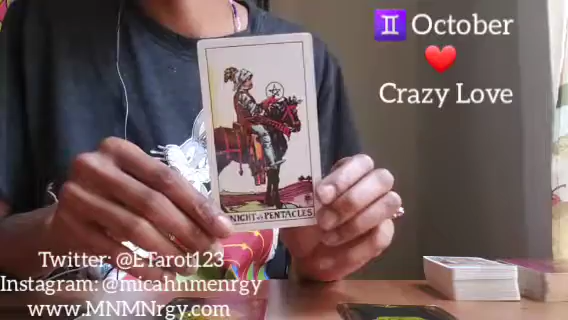 ♊ October
❤️
Crazy Love
KNIGHT of PENTACLES
Twitter: @ETarot123
Instagram: @micahhmenrgy
www.MNMNrgy.com